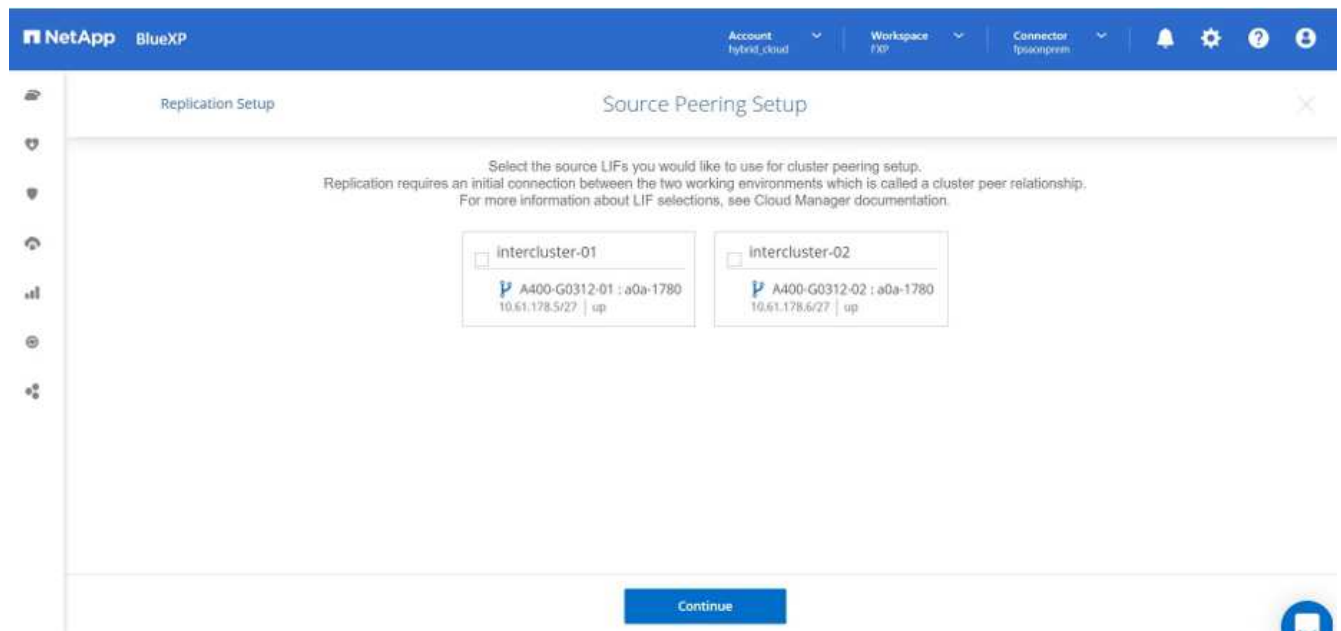 NetApp BlueXP
Account
hybrid_cloud
Workspace
FXP
Connector
fpsaonprem
Replication Setup
Source Peering Setup
Select the source LIFs you would like to use for cluster peering setup.
Replication requires an initial connection between the two working environments which is called a cluster peer relationship.
For more information about LIF selections, see Cloud Manager documentation.
intercluster-01
A400-G0312-01 : a0a-1780
10.61.178.5/27 | up
intercluster-02
A400-G0312-02 : a0a-1780
10.61.178.6/27 | up
Continue